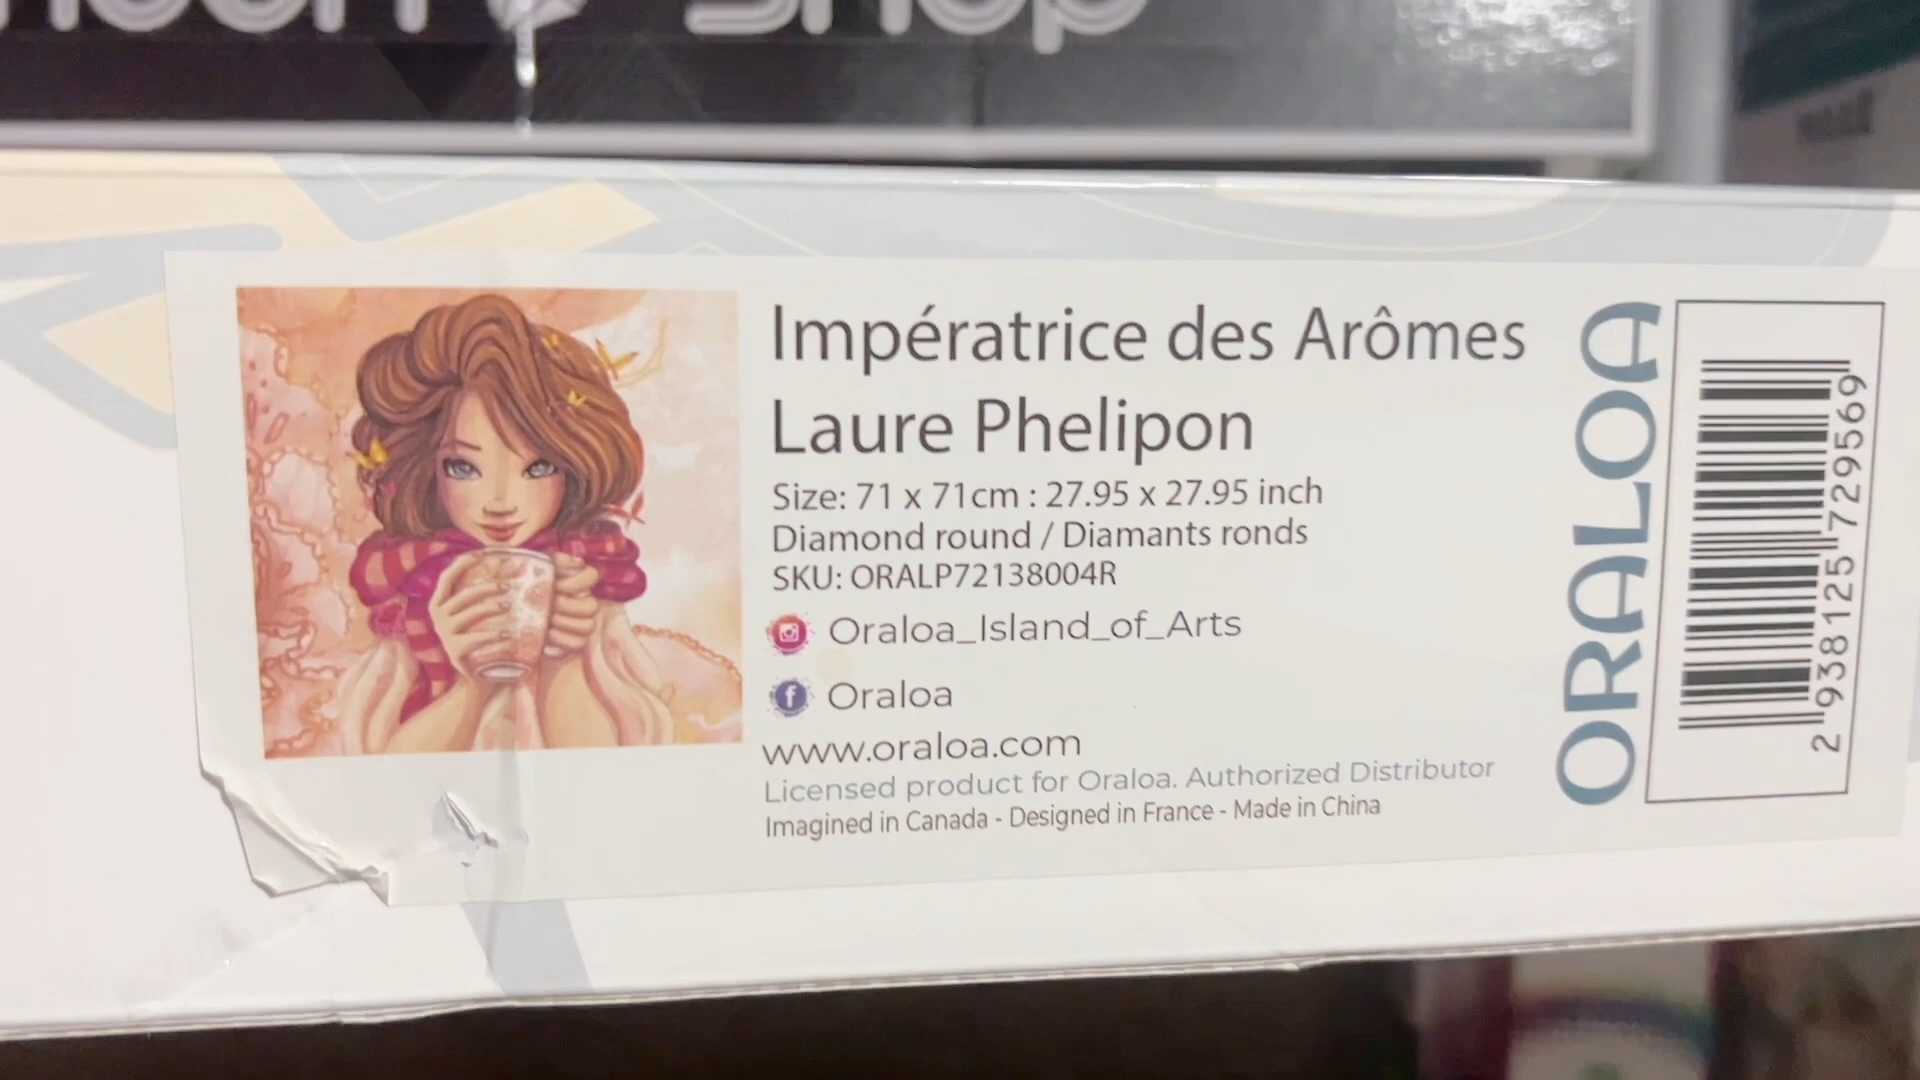 Shop
Impératrice des Arômes
Laure Phelipon
Size: 71 x 71cm : 27.95 x 27.95 inch
Diamond round / Diamants ronds
SKU: ORALP72138004R
Oraloa_Island_of_Arts
Oraloa
www.oraloa.com
Licensed product for Oraloa. Authorized Distributor
Imagined in Canada - Designed in France - Made in China
ORALOA
2 938125 729569